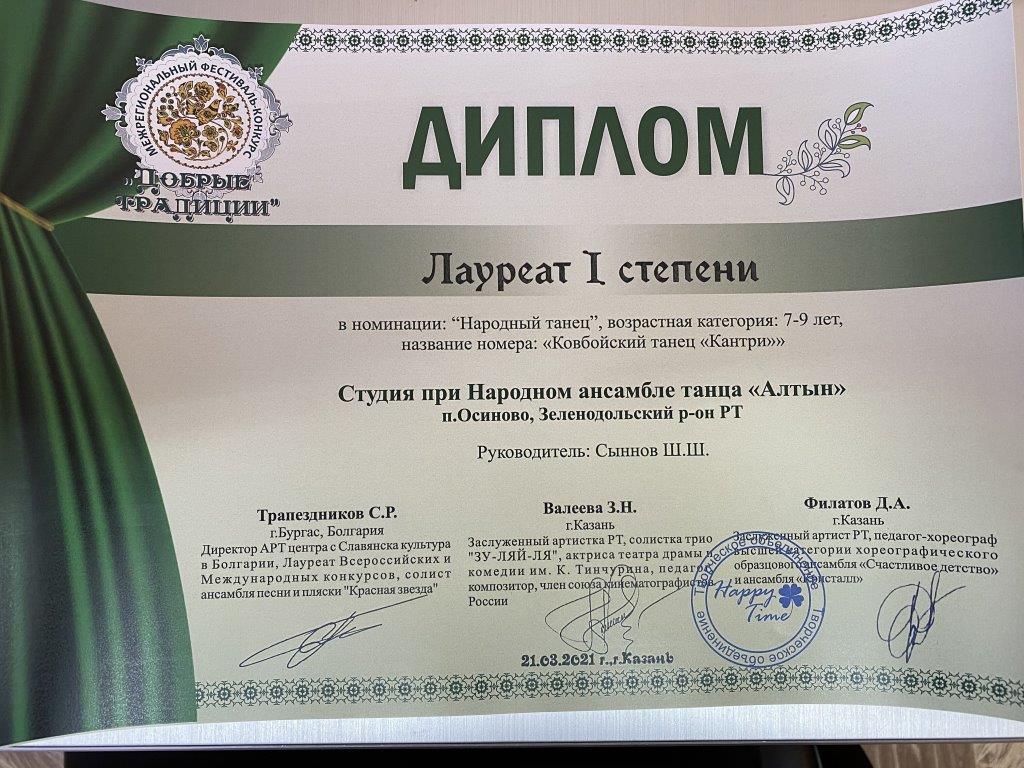 МЕЖРЕГИОНАЛЬНЫЙ ФЕСТИВАЛЬ-КОНКУРС
„ДОБРЫЕ
ТРАДИЦИИ”
ДИПЛОМ
Лауреат I степени
в номинации: “Народный танец”, возрастная категория: 7-9 лет,
название номера: «Ковбойский танец «Кантри»»
Студия при Народном ансамбле танца «Алтын»
п.Осиново, Зеленодольский р-он РТ
Руководитель: Сыннов Ш.Ш.
Трапездников С.Р.
г.Бургас, Болгария
Директор АРТ центра с Славянска культура
в Болгарии, Лауреат Всероссийских и
Международных конкурсов, солист
ансамбля песни и пляски "Красная звезда"
Валеева З.Н.
г.Казань
Заслуженный артистка РТ, солистка трио
"ЗУ-ЛЯЙ-ЛЯ", актриса театра драмы и
комедии им. К. Тинчурина, педагог
композитор, член союза кинематографистов
России
Филатов Д.А.
г.Казань
Заслуженный артист РТ, педагог-хореограф
высшей категории хореографического
образцового ансамбля «Счастливое детство»
и ансамбля «Кристалл»
Творческое объединение
Творческое объединение
Happy
Time
21.03.2021 г.,г.Казань